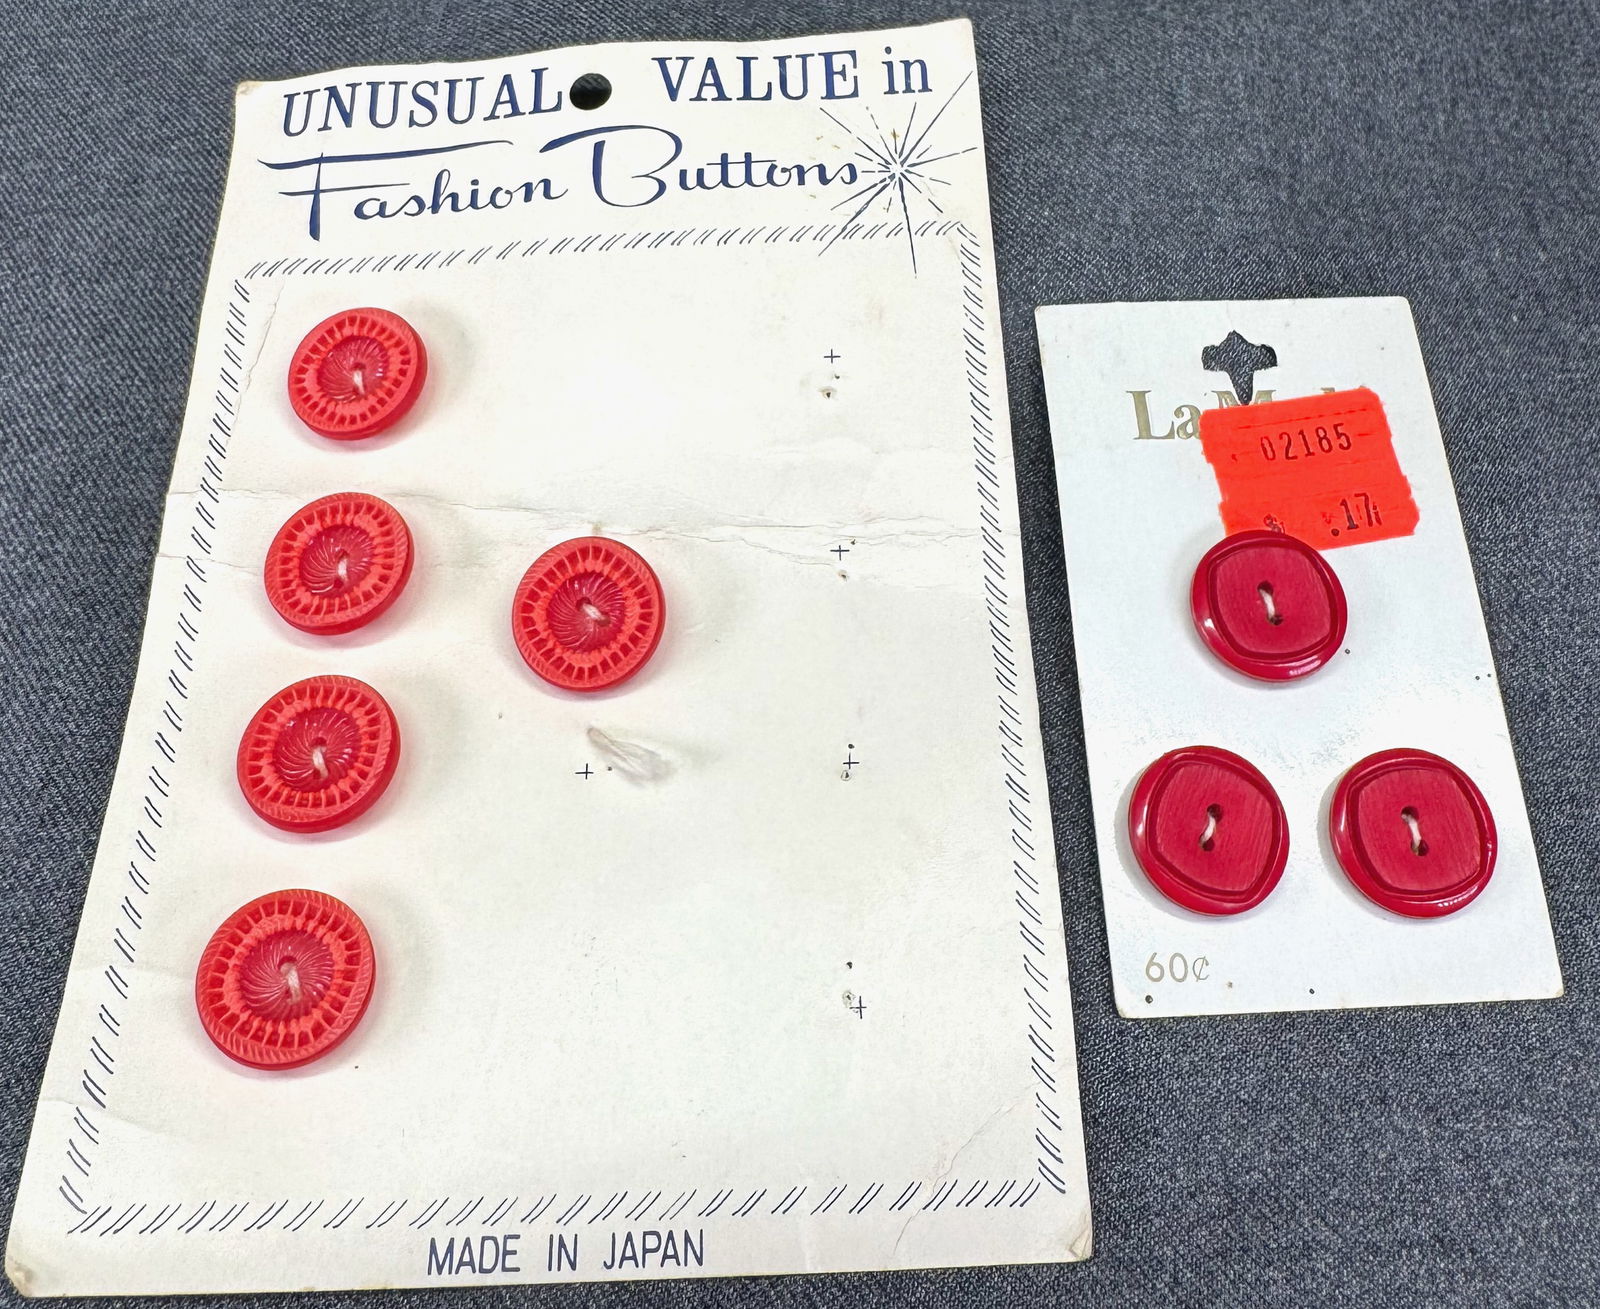 UNUSUAL VALUE in
Fashion Buttons
MADE IN JAPAN
02185
.17
60¢